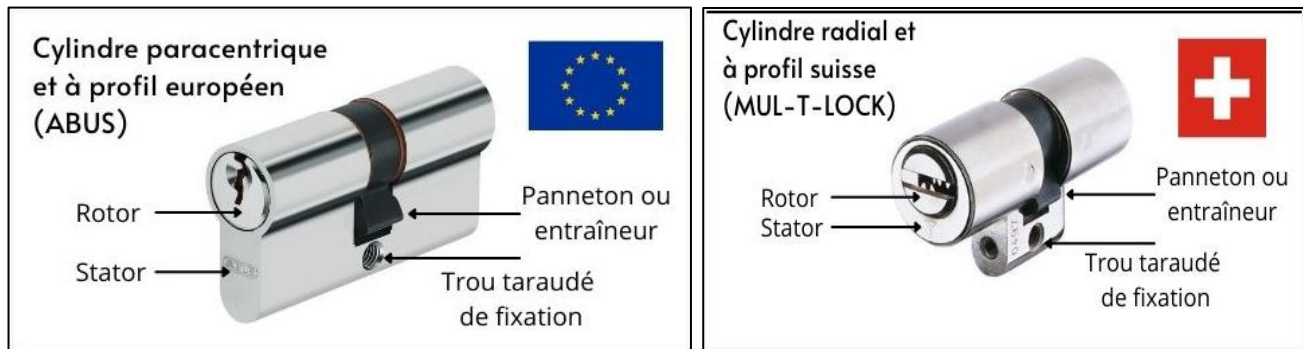 Cylindre paracentrique
et à profil européen
(ABUS)
Rotor
Stator
Panneton ou
entraîneur
Trou taraudé
de fixation
Cylindre radial et
à profil suisse
(MUL-T-LOCK)
Rotor
Stator
Panneton ou
entraîneur
Trou taraudé
de fixation
0497